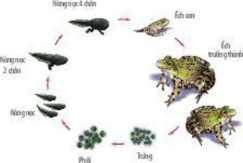 Nòng nọc 4 chân
Ếch con
Ếch
trưởng thành
Trứng
Phôi
Nòng nọc
Nòng nọc
2 chân